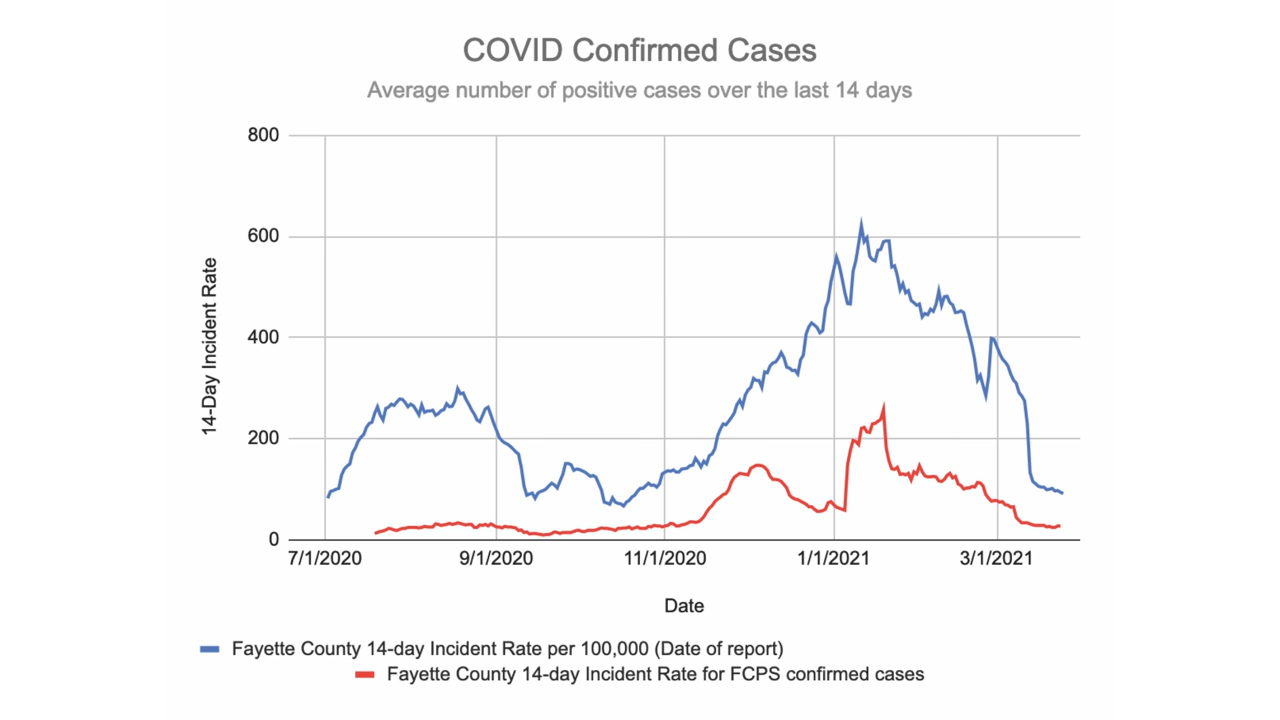 COVID Confirmed Cases
Average number of positive cases over the last 14 days
800
600
400
200
0
14-Day Incident Rate
7/1/2020 9/1/2020 11/1/2020 1/1/2021 3/1/2021
Date
Fayette County 14-day Incident Rate per 100,000 (Date of report)
Fayette County 14-day Incident Rate for FCPS confirmed cases